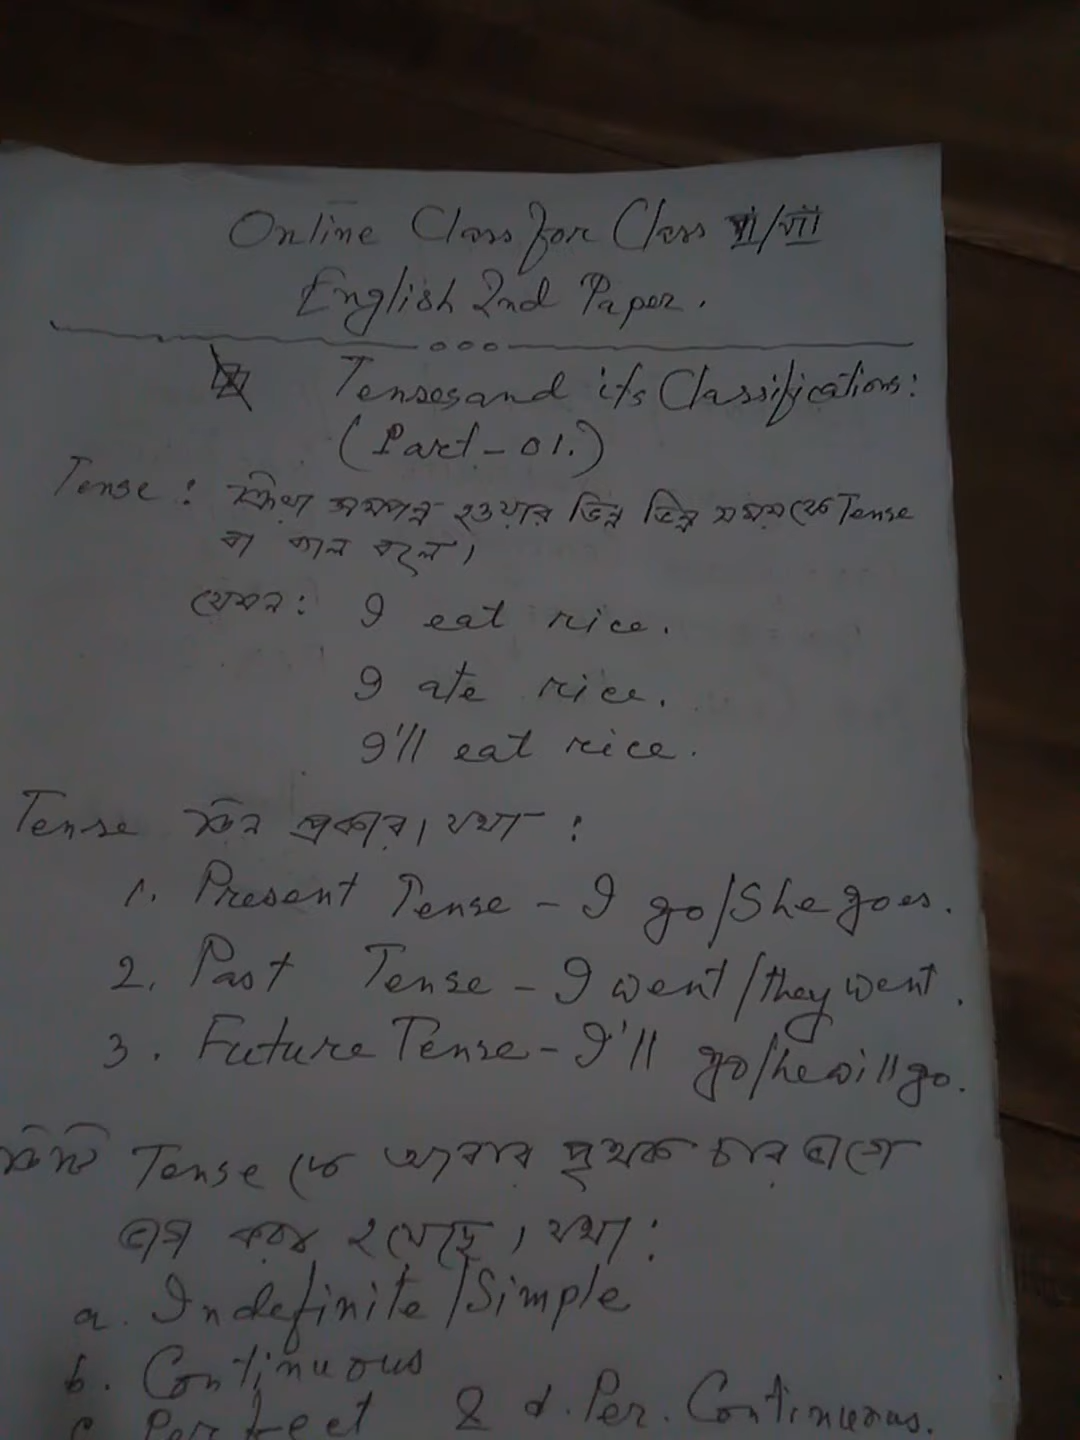 Online Class for Class VI/VII
English 2nd Paper.
Tenses and its Classifications:
(Part-01.)
Tense: ক্রিয়া সম্পন্ন হওয়ার ভিন্ন ভিন্ন সময়কে Tense
বা কাল বলে।
যেমন: I eat rice.
I ate rice.
I'll eat rice.
Tense তিন প্রকার। যথা:
1. Present Tense - I go/She goes.
2. Past Tense - I went/they went.
3. Future Tense - I'll go/he will go.
তিনটি Tense কে আবার পৃথক চার ভাগে
ভাগ করা হয়েছে। যথা:
a. Indefinite/Simple
b. Continuous
c. Perfect & d. Per. Continuous.